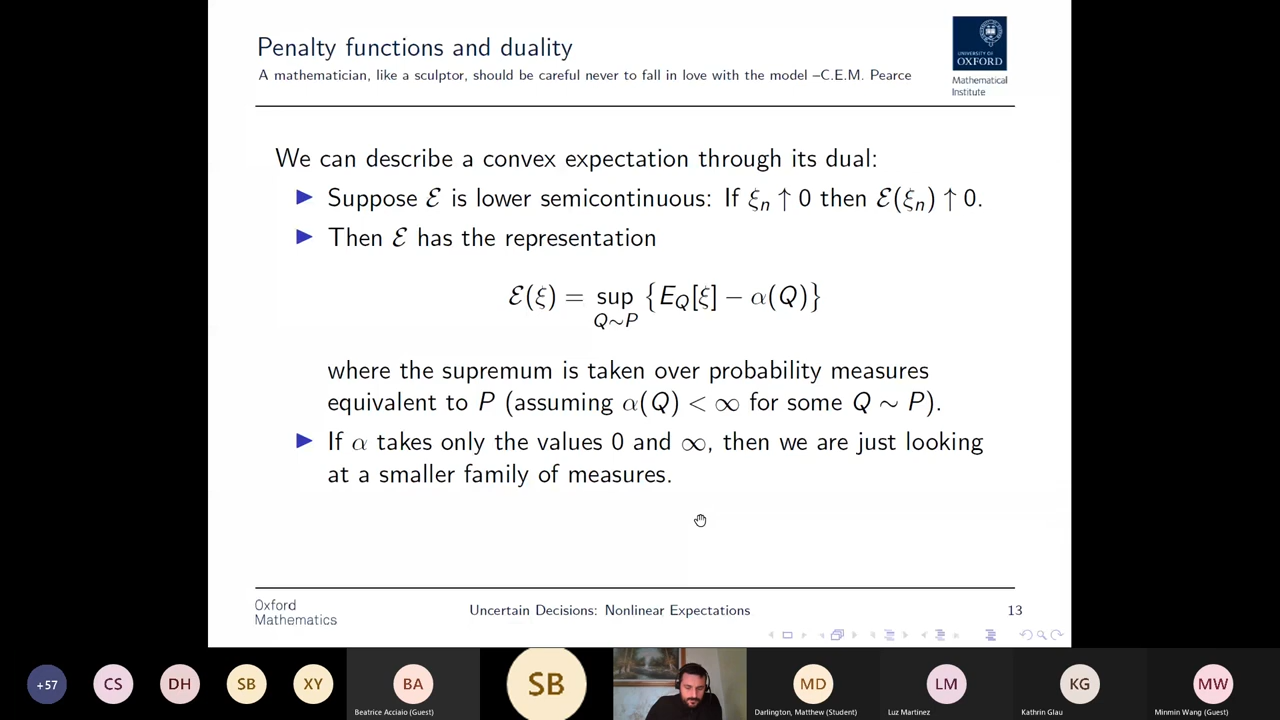 Penalty functions and duality
A mathematician, like a sculptor, should be careful never to fall in love with the model –C.E.M. Pearce
UNIVERSITY OF
OXFORD
Mathematical
Institute
We can describe a convex expectation through its dual:
▶ Suppose ℰ is lower semicontinuous: If ξₙ ↑ 0 then ℰ(ξₙ) ↑ 0.
▶ Then ℰ has the representation
ℰ(ξ) = sup {E_Q[ξ] − α(Q)}
Q∼P
where the supremum is taken over probability measures
equivalent to P (assuming α(Q) < ∞ for some Q ∼ P).
▶ If α takes only the values 0 and ∞, then we are just looking
at a smaller family of measures.
Oxford
Mathematics
Uncertain Decisions: Nonlinear Expectations
13
+57
CS
DH
SB
XY
BA
Beatrice Acciaio (Guest)
SB
MD
Darlington, Matthew (Student)
LM
Luz Martinez
KG
Kathrin Glau
MW
Minmin Wang (Guest)